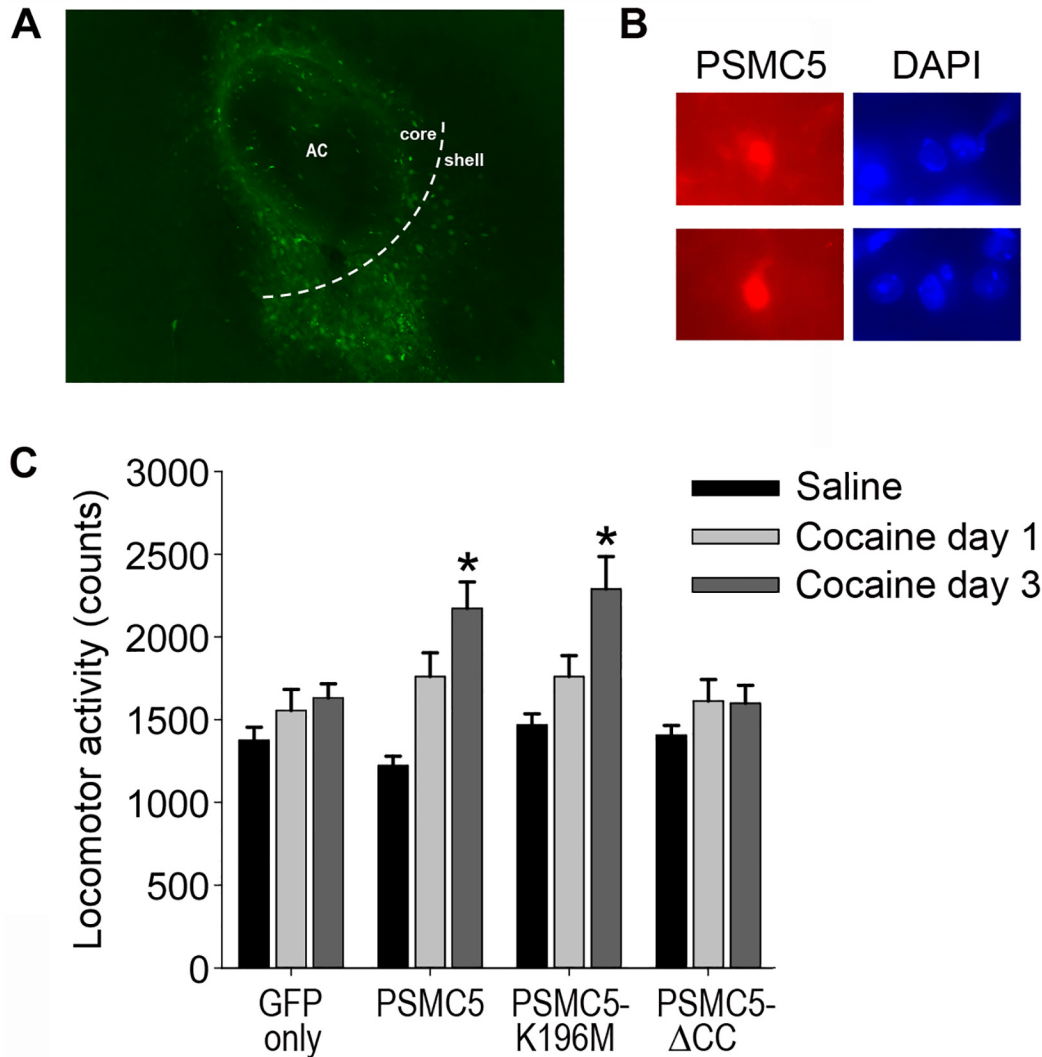 A
core
AC
shell
B
PSMC5 DAPI
C
Locomotor activity (counts)
3000
2500
2000
1500
1000
500
0
* *
Saline
Cocaine day 1
Cocaine day 3
GFP only
PSMC5
PSMC5-
K196M
PSMC5-
ΔCC